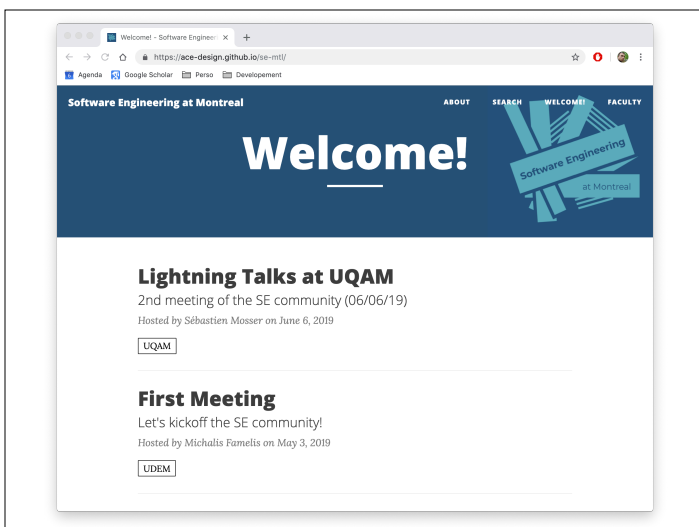 Welcome! - Software Engineeri
https://ace-design.github.io/se-mtl/
Agenda Google Scholar Perso Developement
Software Engineering at Montreal
ABOUT SEARCH WELCOME! FACULTY
Welcome!
Software Engineering
at Montreal
Lightning Talks at UQAM
2nd meeting of the SE community (06/06/19)
Hosted by Sébastien Mosser on June 6, 2019
UQAM
First Meeting
Let's kickoff the SE community!
Hosted by Michalis Famelis on May 3, 2019
UDEM